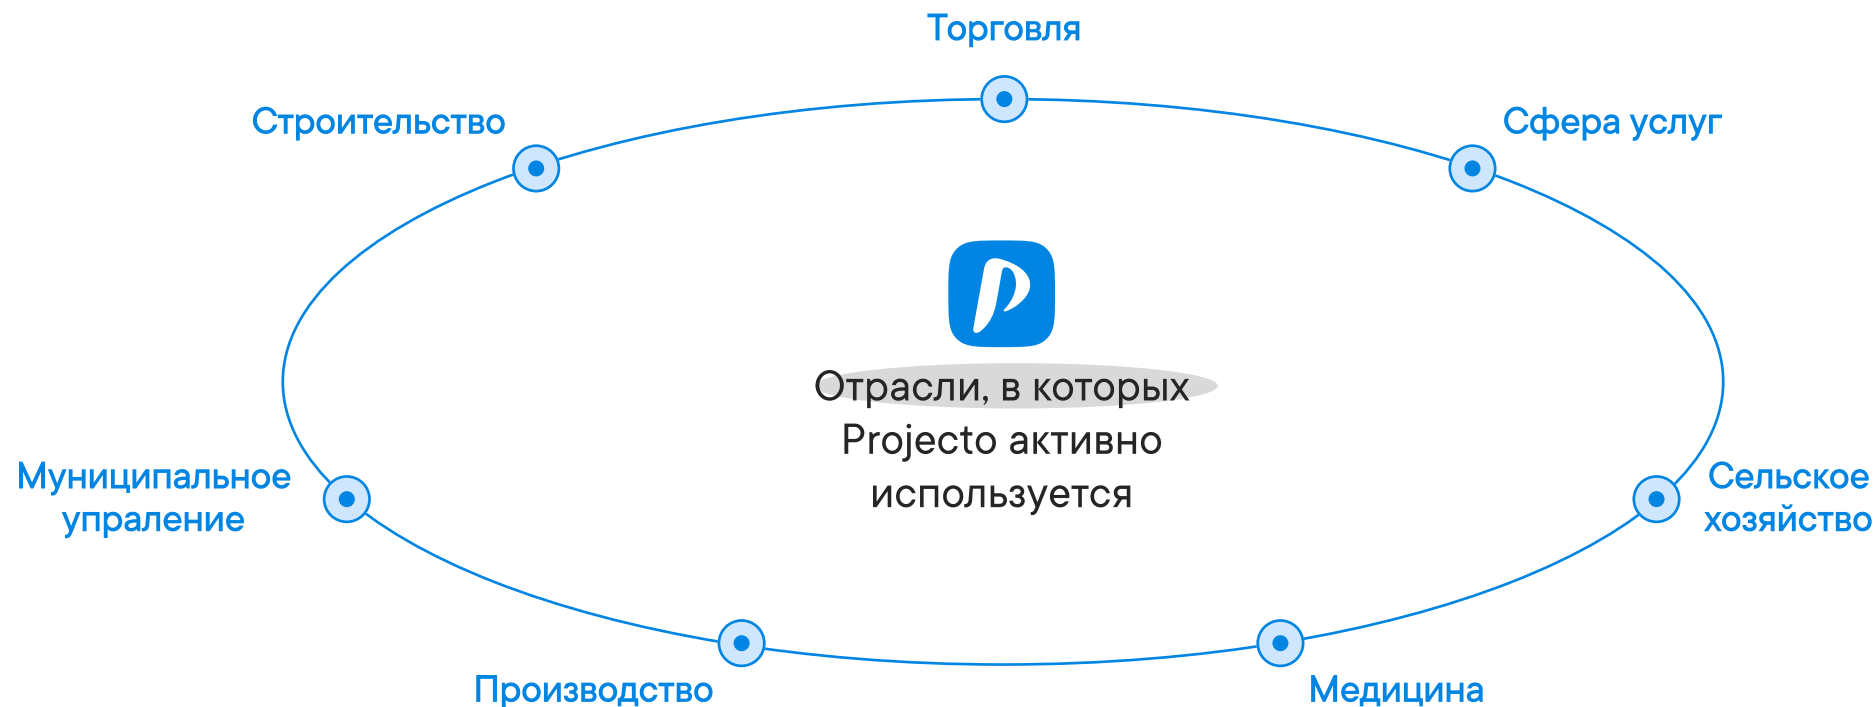 Торговля
Строительство
Сфера услуг
Отрасли, в которых
Projecto активно
используется
Муниципальное
упраление
Сельское
хозяйство
Производство
Медицина